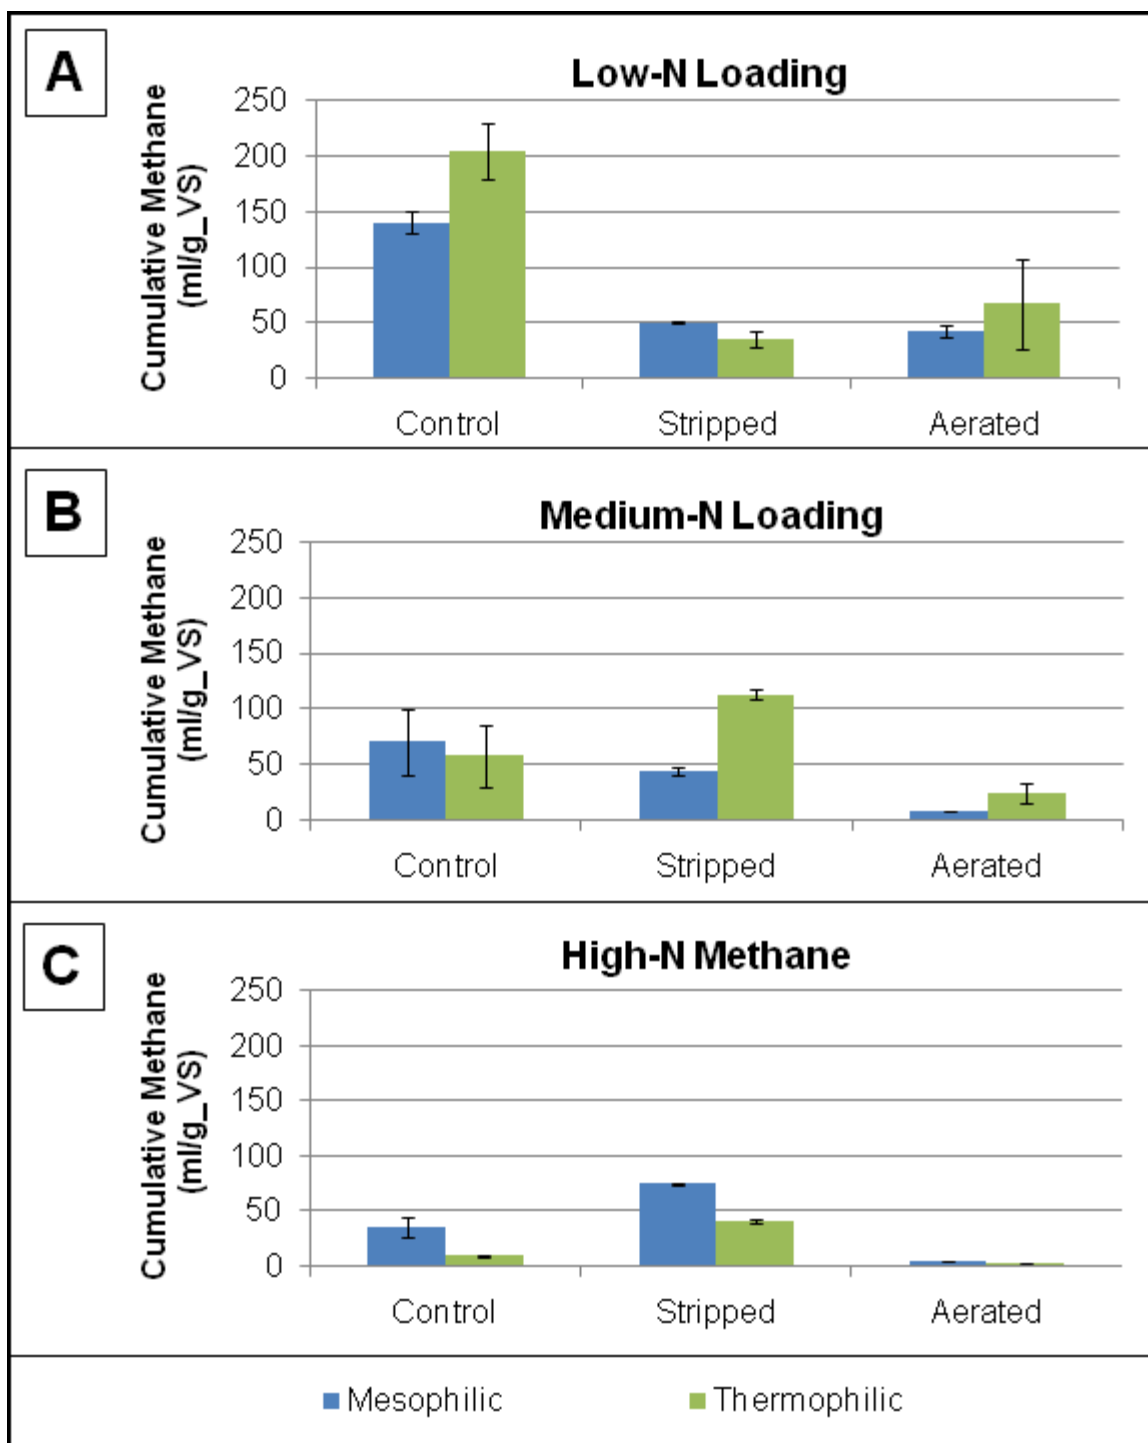 A
Low-N Loading
Cumulative Methane
(ml/g_VS)
250
200
150
100
50
0
Control Stripped Aerated
B
Medium-N Loading
Cumulative Methane
(ml/g_VS)
250
200
150
100
50
0
Control Stripped Aerated
C
High-N Methane
Cumulative Methane
(ml/g_VS)
250
200
150
100
50
0
Control Stripped Aerated
Mesophilic Thermophilic